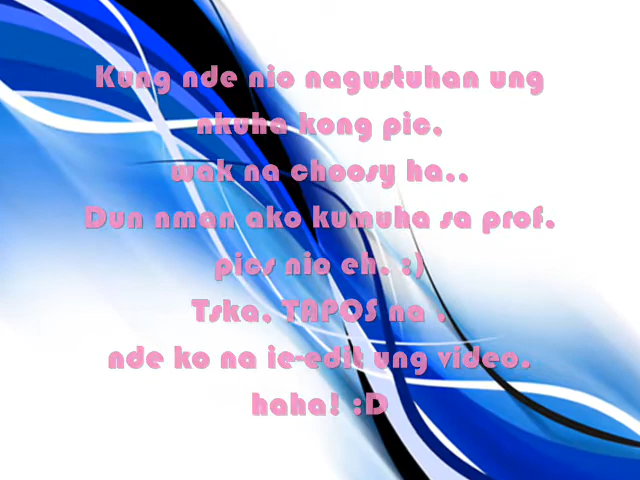 Kung nde nio nagustuhan ung
nkuha kong pic,
wak na choosy ha,,
Dun nman ako kumuha sa prof.
pics nio eh. :)
Tska, TAPOS na ,
nde ko na ie-edit ung video.
haha! :D